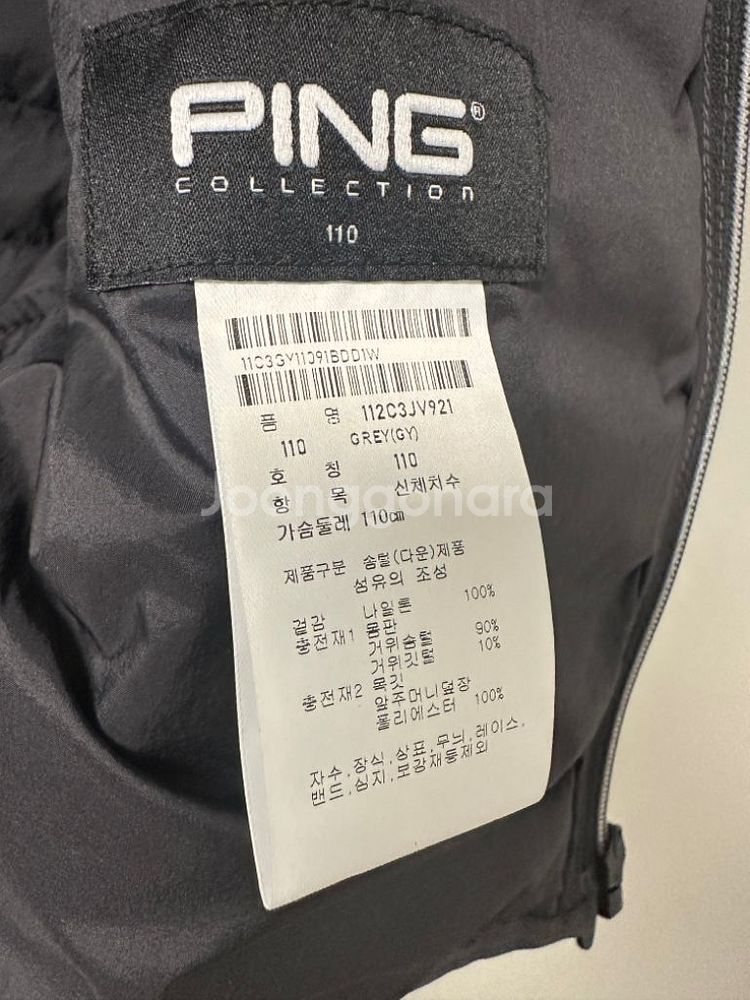 PING®
COLLECTION
110
11C3GY11091BDD1W
품 명 112C3JV921
110 GREY(GY)
호 칭 110
항 목 신체치수
Joonggonara
가슴둘레 110cm
제품구분 솜털(다운)제품
섬유의 조성
겉감 나일론 100%
충전재1 몸판
거위솜털 90%
거위깃털 10%
충전재2 목깃
앞주머니덮장
폴리에스터 100%
자수,장식,상표,무늬,레이스,
밴드,심지,보강재등제외